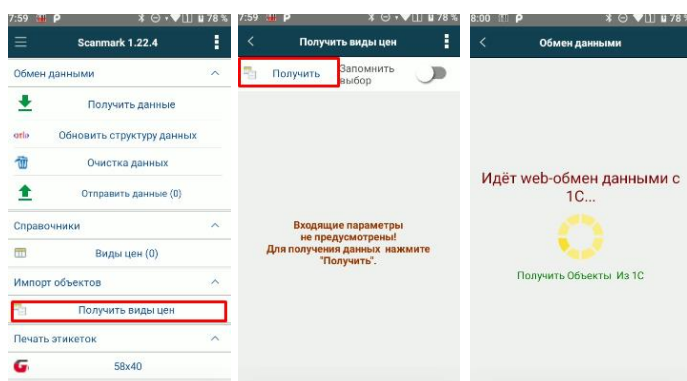 7:59
78 %
Scanmark 1.22.4
Обмен данными
Получить данные
Обновить структуру данных
Очистка данных
Отправить данные (0)
Справочники
Виды цен (0)
Импорт объектов
Получить виды цен
Печать этикеток
58x40
7:59
78 %
Получить виды цен
Получить
Запомнить
выбор
Входящие параметры
не предусмотрены!
Для получения данных нажмите
"Получить".
8:00
78 %
Обмен данными
Идёт web-обмен данными с
1С...
Получить Объекты Из 1С